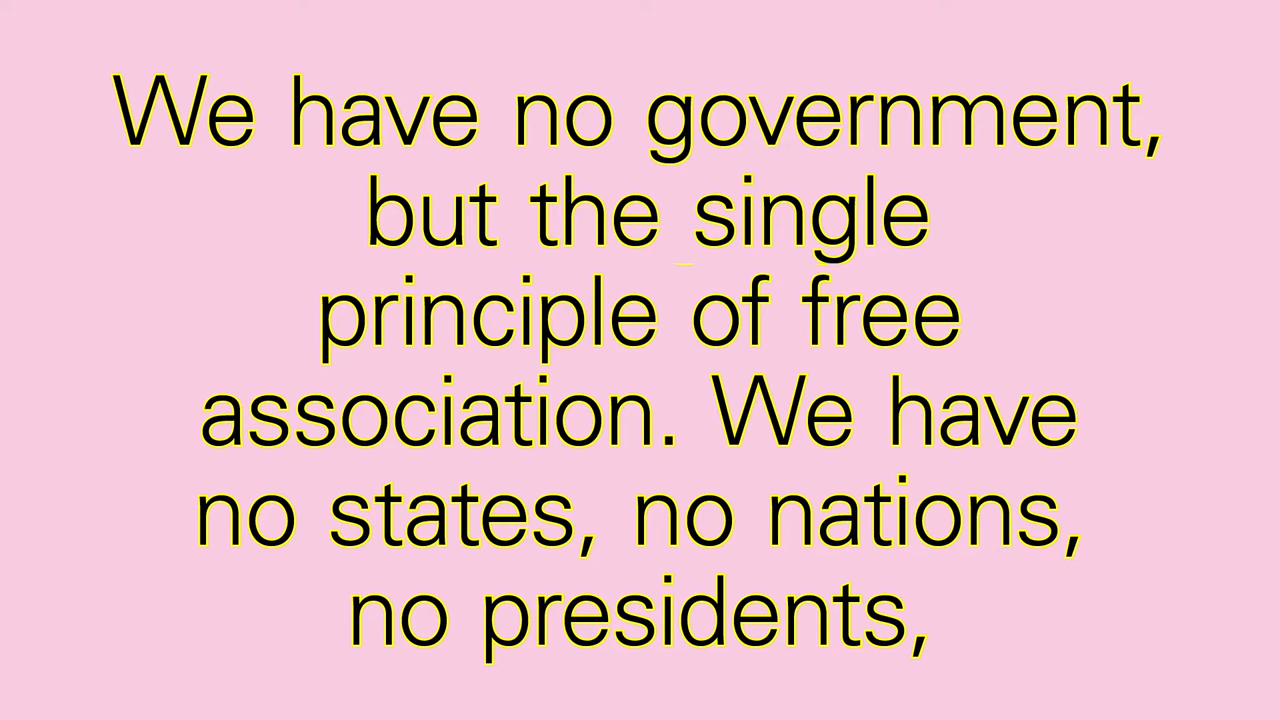 We have no government,
but the single
principle of free
association. We have
no states, no nations,
no presidents,